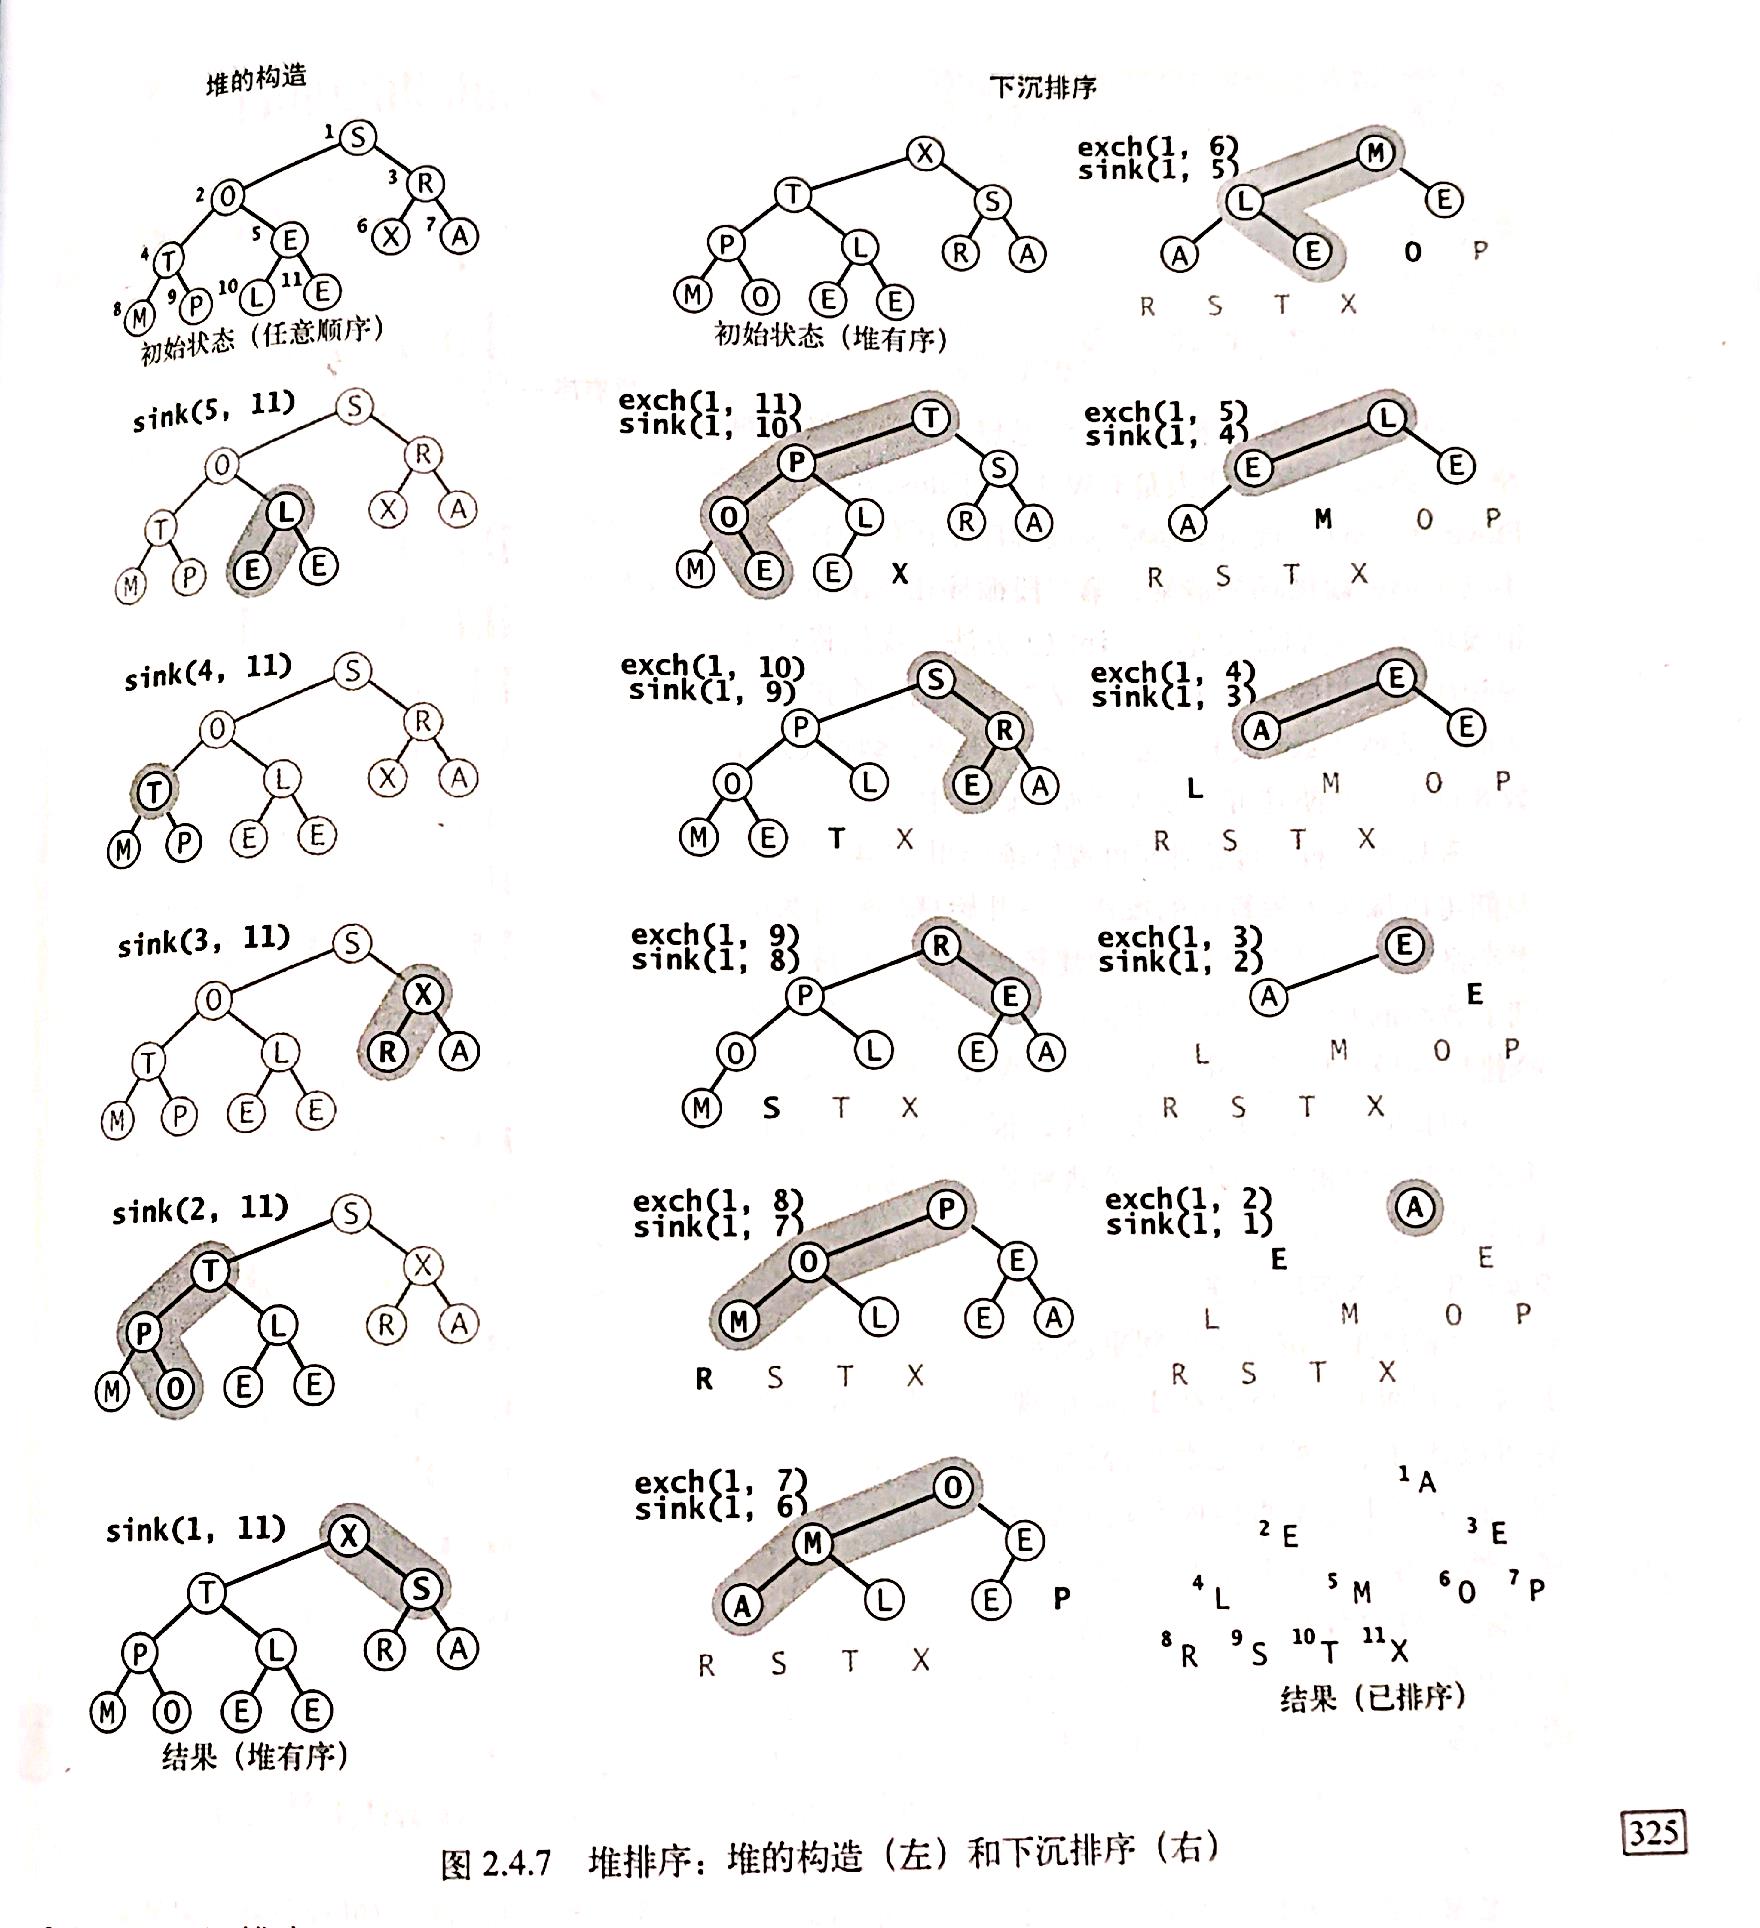 堆的构造
1 S
3 R
2 O
6 X 7 A
5 E
4 T
10 L 11 E
8 M 9 P
初始状态（任意顺序）
sink(5, 11) S
O R
T L X A
M P E E
sink(4, 11) S
O R
T L X A
M P E E
sink(3, 11) S
O X
T L R A
M P E E
sink(2, 11) S
T X
P L R A
M O E E
sink(1, 11) X
T S
P L R A
M O E E
结果（堆有序）
下沉排序
X
T S
P L R A
M O E E
初始状态（堆有序）
exch(1, 11)
sink(1, 10) T
P S
O L R A
M E E X
exch(1, 10)
sink(1, 9) S
P R
O L E A
M E T X
exch(1, 9)
sink(1, 8) R
P E
O L E A
M S T X
exch(1, 8)
sink(1, 7) P
O E
M L E A
R S T X
exch(1, 7)
sink(1, 6) O
M E
A L E P
R S T X
exch(1, 6)
sink(1, 5) M
L E
A E O P
R S T X
exch(1, 5)
sink(1, 4) L
E E
A M O P
R S T X
exch(1, 4)
sink(1, 3) E
A E
L M O P
R S T X
exch(1, 3)
sink(1, 2) E
A E
L M O P
R S T X
exch(1, 2)
sink(1, 1) A
E E
L M O P
R S T X
1 A
2 E 3 E
4 L 5 M 6 O 7 P
8 R 9 S 10 T 11 X
结果（已排序）
图 2.4.7 堆排序：堆的构造（左）和下沉排序（右）
325